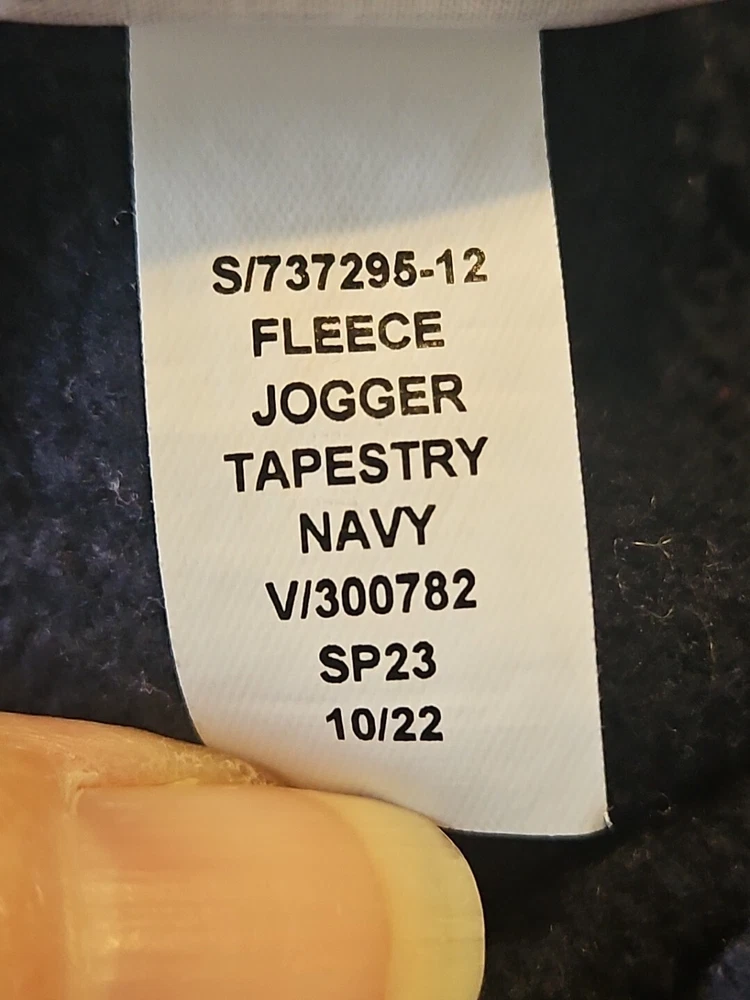 S/737295-12
FLEECE
JOGGER
TAPESTRY
NAVY
V/300782
SP23
10/22